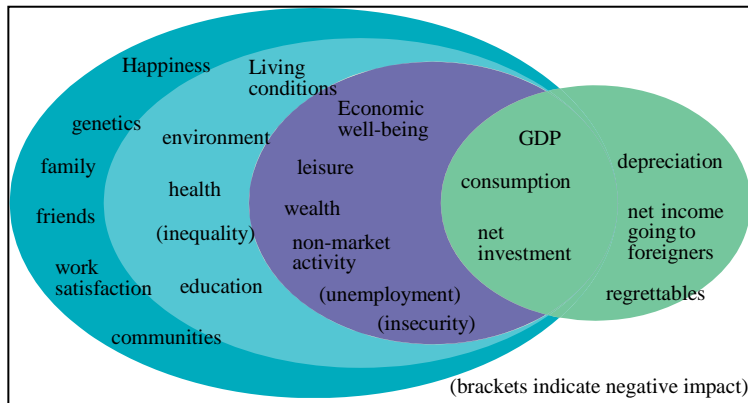 Happiness
genetics
family
friends
work
satisfaction
communities
Living
conditions
environment
health
(inequality)
education
Economic
well-being
leisure
wealth
non-market
activity
(unemployment)
(insecurity)
GDP
consumption
net
investment
depreciation
net income
going to
foreigners
regrettables
(brackets indicate negative impact)